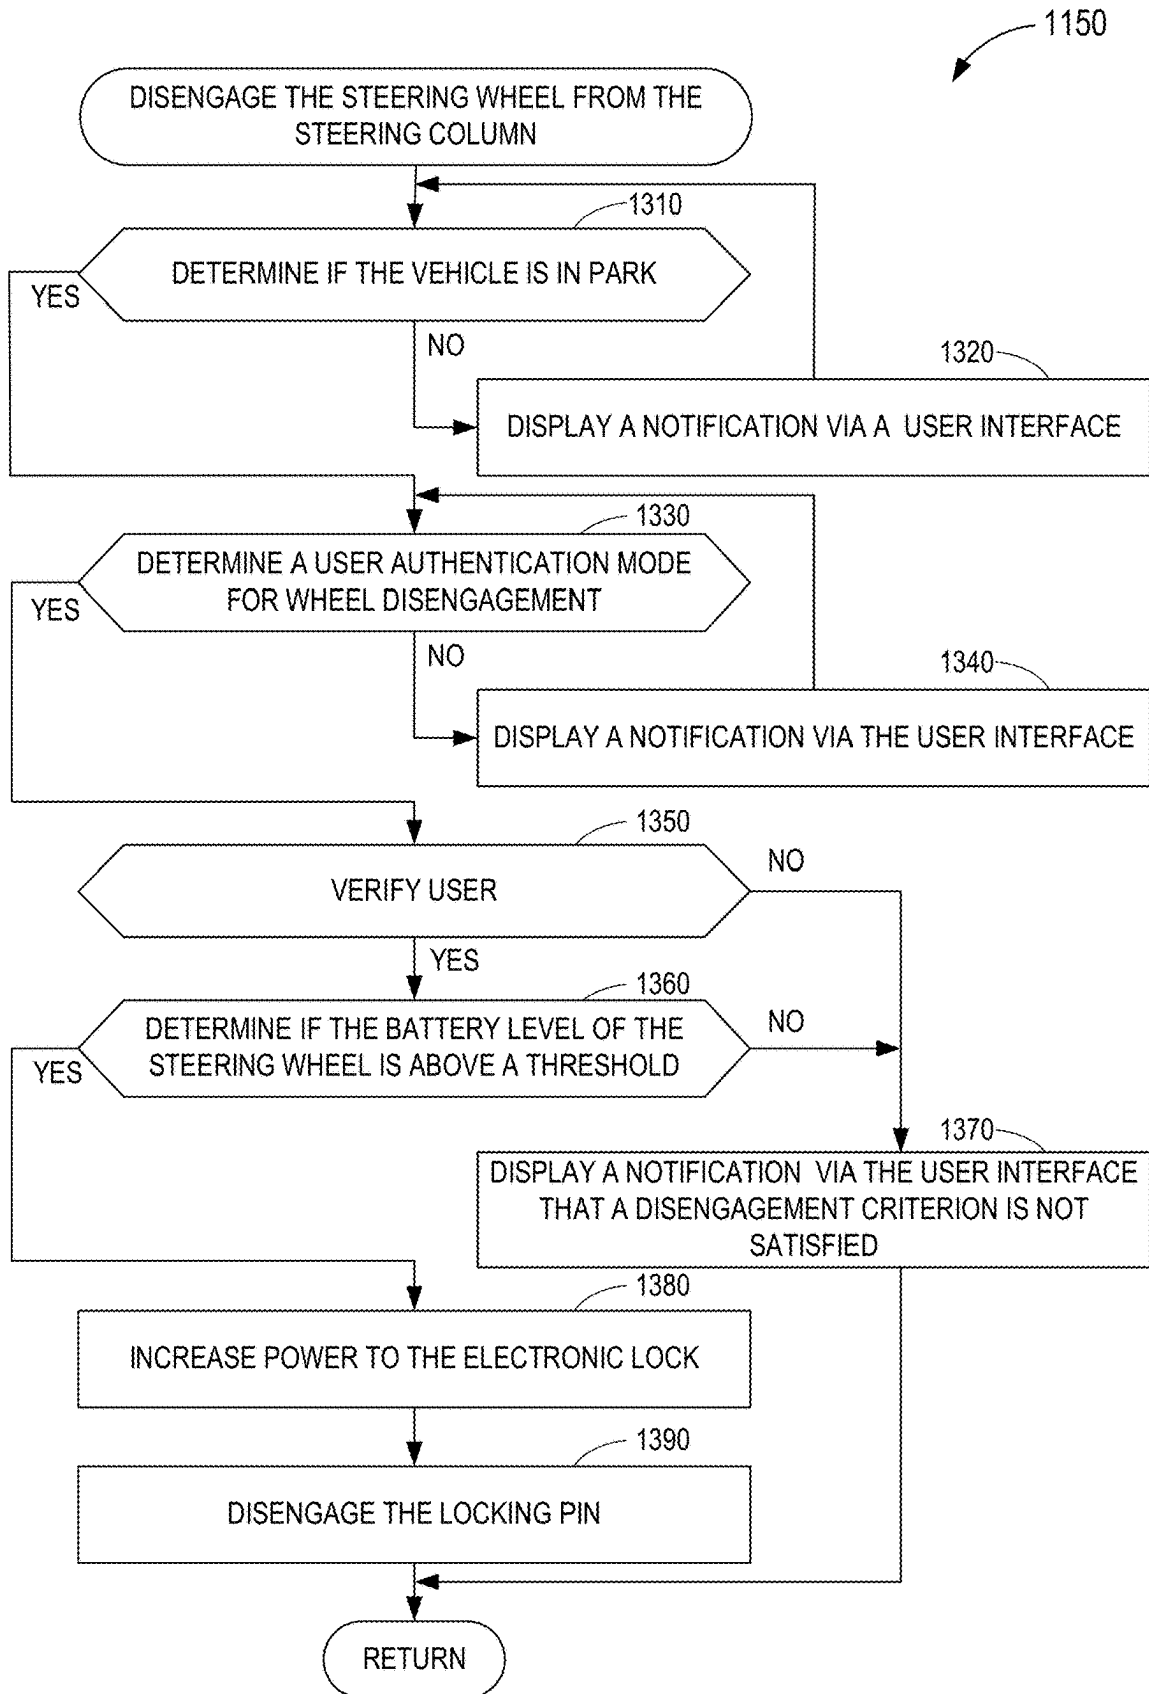 1150
DISENGAGE THE STEERING WHEEL FROM THE
STEERING COLUMN
1310
DETERMINE IF THE VEHICLE IS IN PARK
YES
NO
1320
DISPLAY A NOTIFICATION VIA A USER INTERFACE
1330
DETERMINE A USER AUTHENTICATION MODE
FOR WHEEL DISENGAGEMENT
YES
NO
1340
DISPLAY A NOTIFICATION VIA THE USER INTERFACE
1350
VERIFY USER
NO
YES
1360
DETERMINE IF THE BATTERY LEVEL OF THE
STEERING WHEEL IS ABOVE A THRESHOLD
NO
YES
1370
DISPLAY A NOTIFICATION VIA THE USER INTERFACE
THAT A DISENGAGEMENT CRITERION IS NOT
SATISFIED
1380
INCREASE POWER TO THE ELECTRONIC LOCK
1390
DISENGAGE THE LOCKING PIN
RETURN